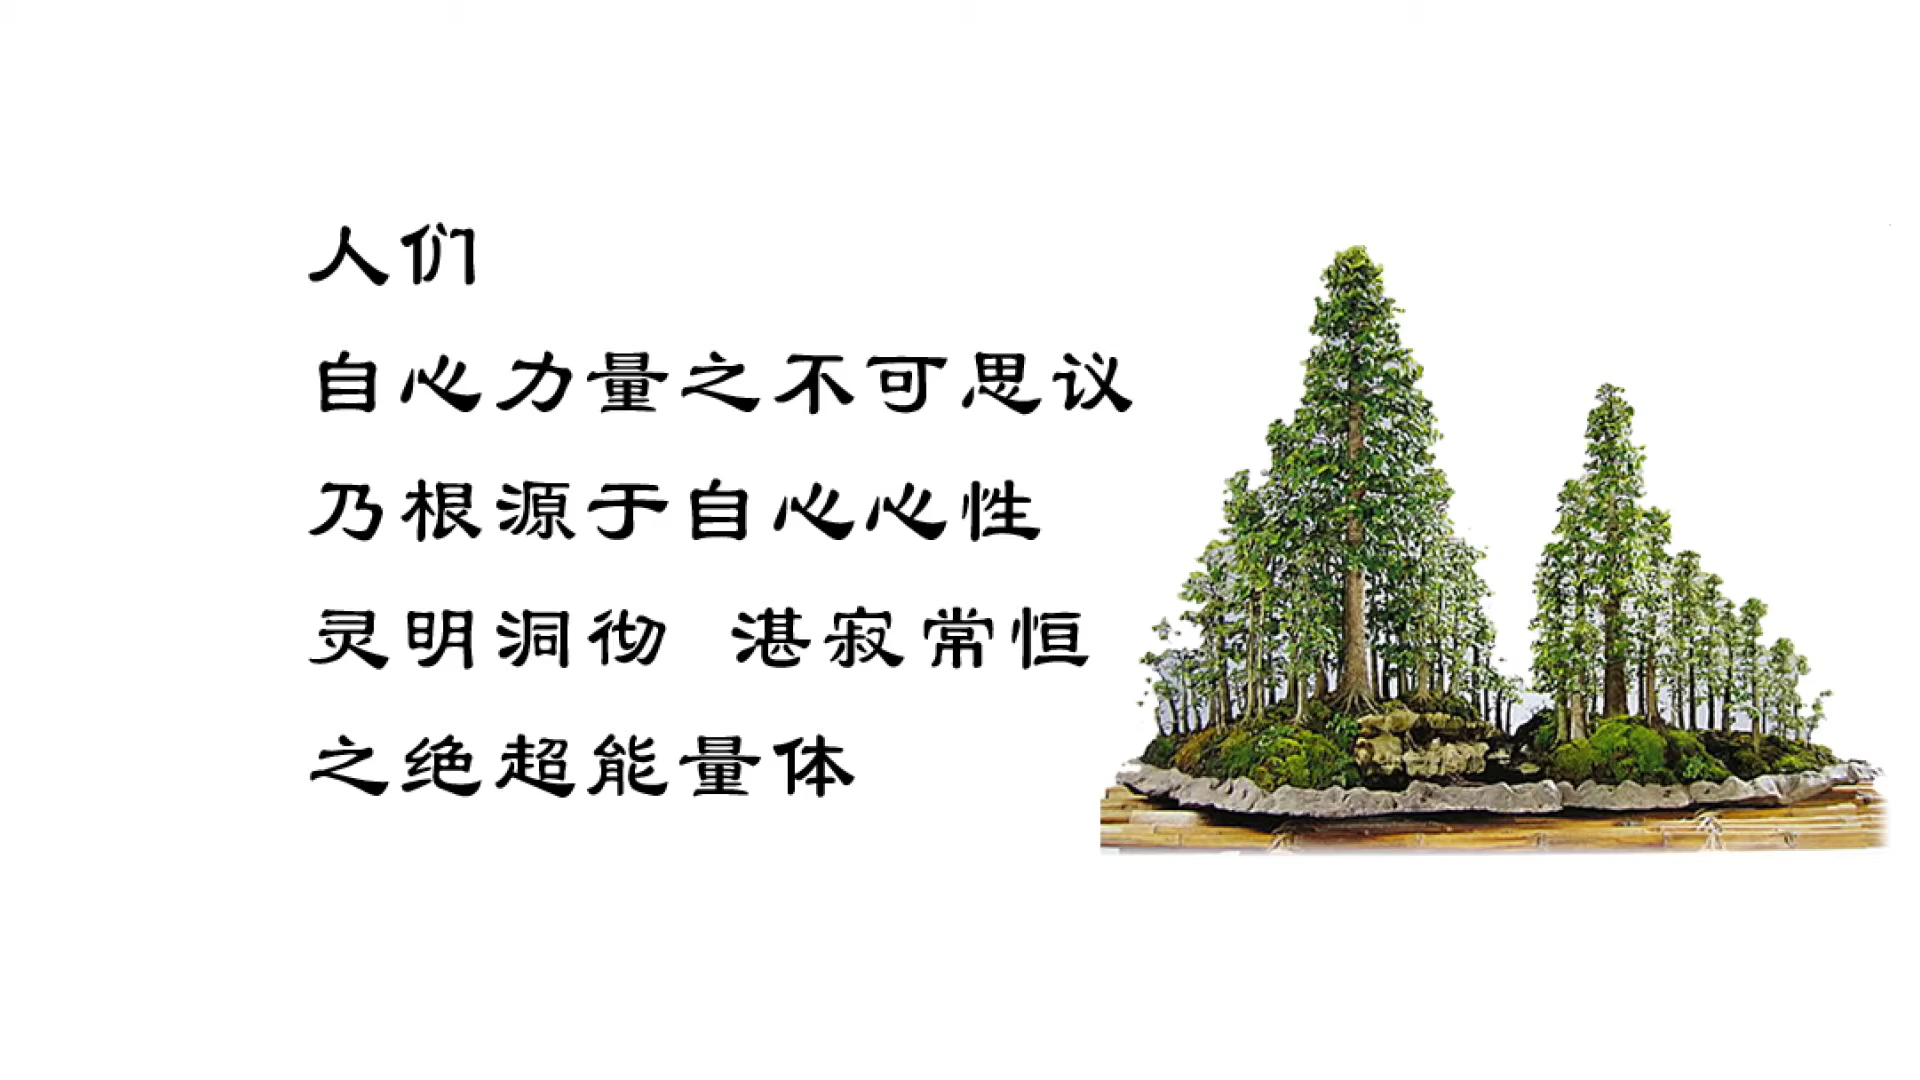 人们
自心力量之不可思议
乃根源于自心心性
灵明洞彻 湛寂常恒
之绝超能量体